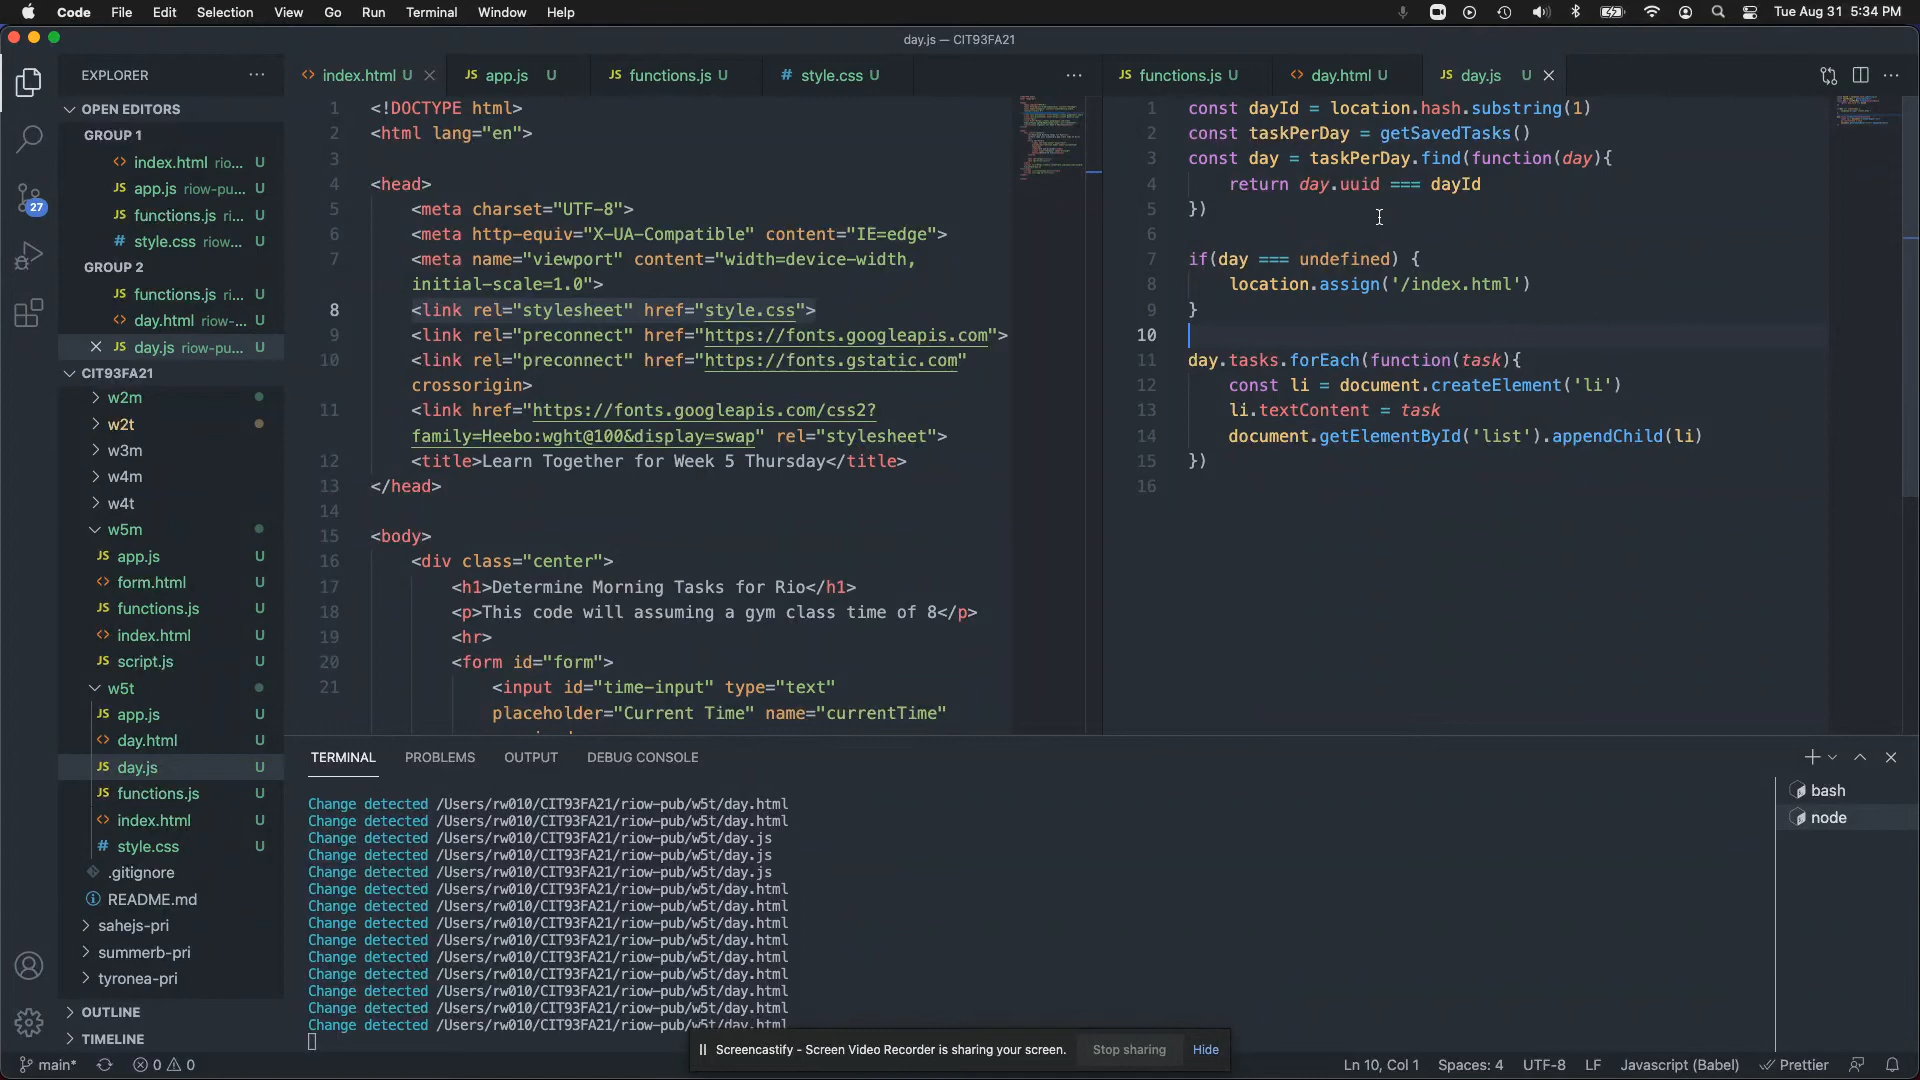 Code File Edit Selection View Go Run Terminal Window Help
Tue Aug 31 5:34 PM
day.js — CIT93FA21
EXPLORER
OPEN EDITORS
GROUP 1
index.html rio... U
app.js riow-pu... U
functions.js rio... U
style.css riow... U
GROUP 2
functions.js rio... U
day.html riow-... U
day.js riow-pu... U
CIT93FA21
w2m
w2t
w3m
w4m
w4t
w5m
app.js U
form.html U
functions.js U
index.html U
script.js U
w5t
app.js U
day.html U
day.js U
functions.js U
index.html U
style.css U
.gitignore
README.md
sahejs-pri
summerb-pri
tyronea-pri
OUTLINE
TIMELINE
27
index.html U
app.js U
functions.js U
style.css U
1 <!DOCTYPE html>
2 <html lang="en">
3
4 <head>
5 <meta charset="UTF-8">
6 <meta http-equiv="X-UA-Compatible" content="IE=edge">
7 <meta name="viewport" content="width=device-width,
initial-scale=1.0">
8 <link rel="stylesheet" href="style.css">
9 <link rel="preconnect" href="https://fonts.googleapis.com">
10 <link rel="preconnect" href="https://fonts.gstatic.com"
crossorigin>
11 <link href="https://fonts.googleapis.com/css2?
family=Heebo:wght@100&display=swap" rel="stylesheet">
12 <title>Learn Together for Week 5 Thursday</title>
13 </head>
14
15 <body>
16 <div class="center">
17 <h1>Determine Morning Tasks for Rio</h1>
18 <p>This code will assuming a gym class time of 8</p>
19 <hr>
20 <form id="form">
21 <input id="time-input" type="text"
placeholder="Current Time" name="currentTime"
functions.js U
day.html U
day.js U
1 const dayId = location.hash.substring(1)
2 const taskPerDay = getSavedTasks()
3 const day = taskPerDay.find(function(day){
4 return day.uuid === dayId
5 })
6
7 if(day === undefined) {
8 location.assign('/index.html')
9 }
10
11 day.tasks.forEach(function(task){
12 const li = document.createElement('li')
13 li.textContent = task
14 document.getElementById('list').appendChild(li)
15 })
16
TERMINAL PROBLEMS OUTPUT DEBUG CONSOLE
Change detected /Users/rw010/CIT93FA21/riow-pub/w5t/day.html
Change detected /Users/rw010/CIT93FA21/riow-pub/w5t/day.html
Change detected /Users/rw010/CIT93FA21/riow-pub/w5t/day.js
Change detected /Users/rw010/CIT93FA21/riow-pub/w5t/day.js
Change detected /Users/rw010/CIT93FA21/riow-pub/w5t/day.js
Change detected /Users/rw010/CIT93FA21/riow-pub/w5t/day.html
Change detected /Users/rw010/CIT93FA21/riow-pub/w5t/day.html
Change detected /Users/rw010/CIT93FA21/riow-pub/w5t/day.html
Change detected /Users/rw010/CIT93FA21/riow-pub/w5t/day.html
Change detected /Users/rw010/CIT93FA21/riow-pub/w5t/day.html
Change detected /Users/rw010/CIT93FA21/riow-pub/w5t/day.html
Change detected /Users/rw010/CIT93FA21/riow-pub/w5t/day.html
Change detected /Users/rw010/CIT93FA21/riow-pub/w5t/day.html
Change detected /Users/rw010/CIT93FA21/riow-pub/w5t/day.html
bash
node
Screencastify - Screen Video Recorder is sharing your screen. Stop sharing Hide
main* 0 0
Ln 10, Col 1 Spaces: 4 UTF-8 LF Javascript (Babel) Prettier